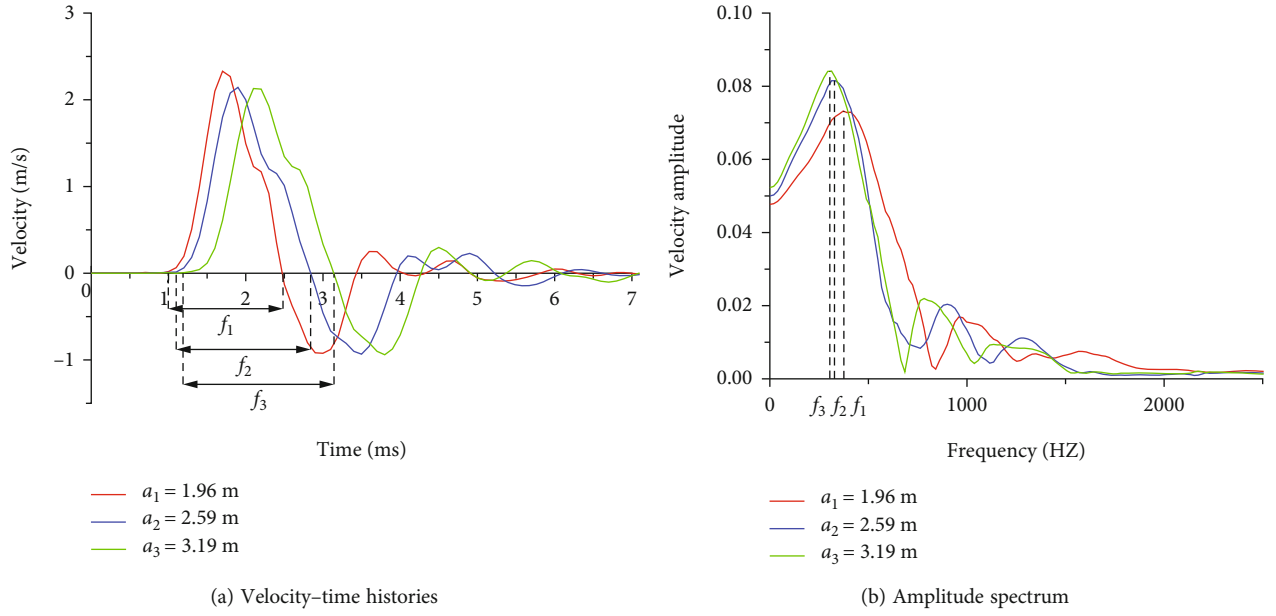 3
2
1
0
−1
0
1
2
3
4
5
6
7
Velocity (m/s)
f1
f2
f3
Time (ms)
a1 = 1.96 m
a2 = 2.59 m
a3 = 3.19 m
(a) Velocity–time histories
0.10
0.08
0.06
0.04
0.02
0.00
0
1000
2000
Velocity amplitude
f3 f2 f1
Frequency (HZ)
a1 = 1.96 m
a2 = 2.59 m
a3 = 3.19 m
(b) Amplitude spectrum